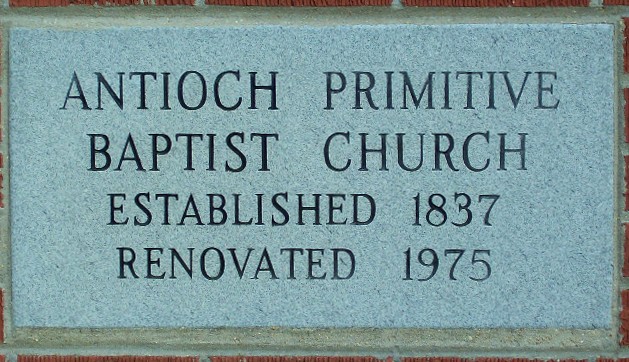 ANTIOCH PRIMITIVE
BAPTIST CHURCH
ESTABLISHED 1837
RENOVATED 1975